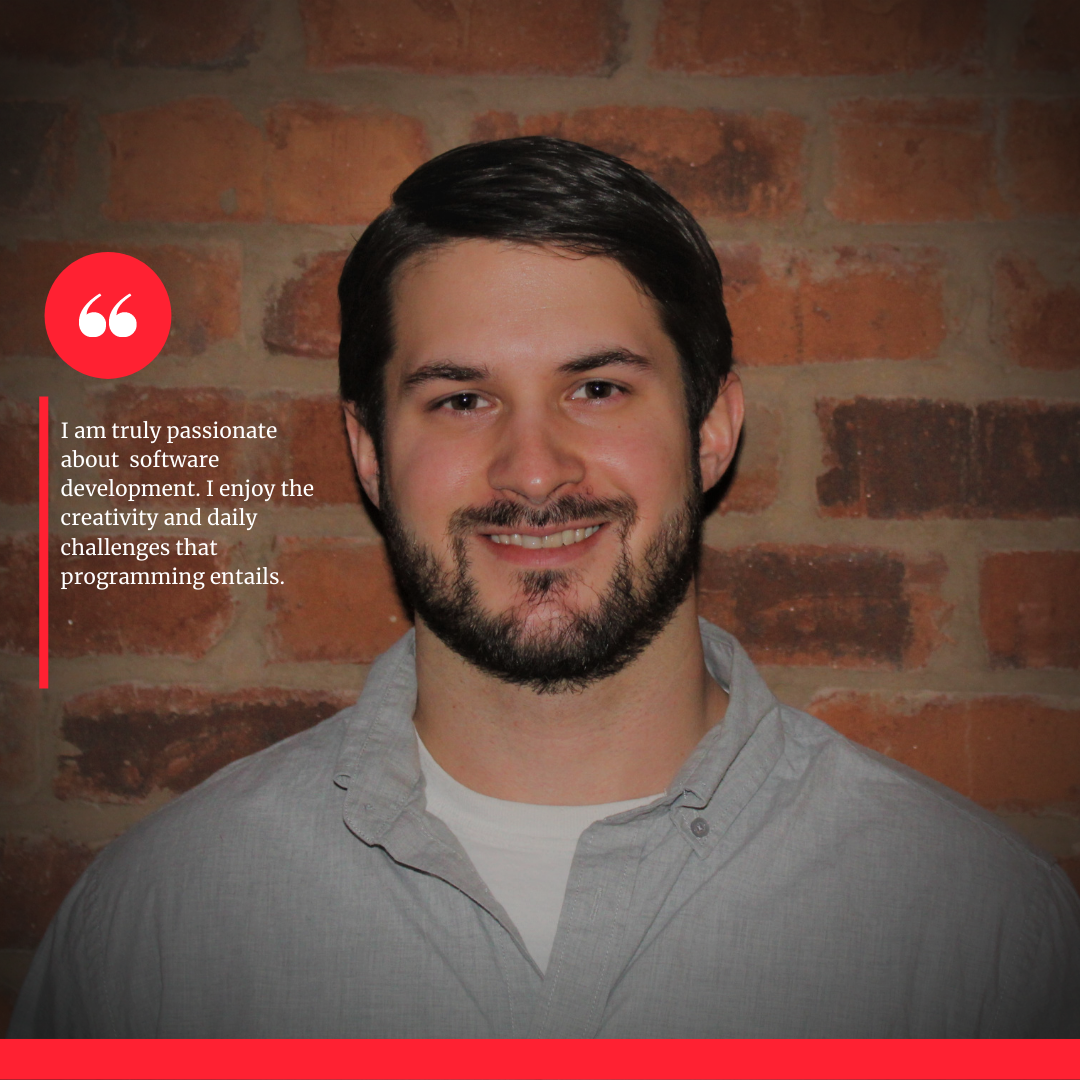 I am truly passionate
about  software
development. I enjoy the
creativity and daily
challenges that
programming entails.